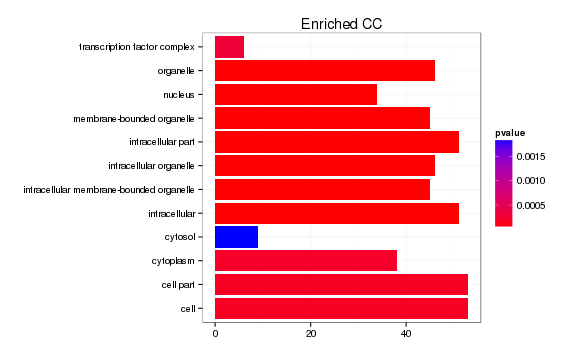 Enriched CC
transcription factor complex
organelle
nucleus
membrane-bounded organelle
intracellular part
intracellular organelle
intracellular membrane-bounded organelle
intracellular
cytosol
cytoplasm
cell part
cell
0 20 40
pvalue
0.0015
0.0010
0.0005